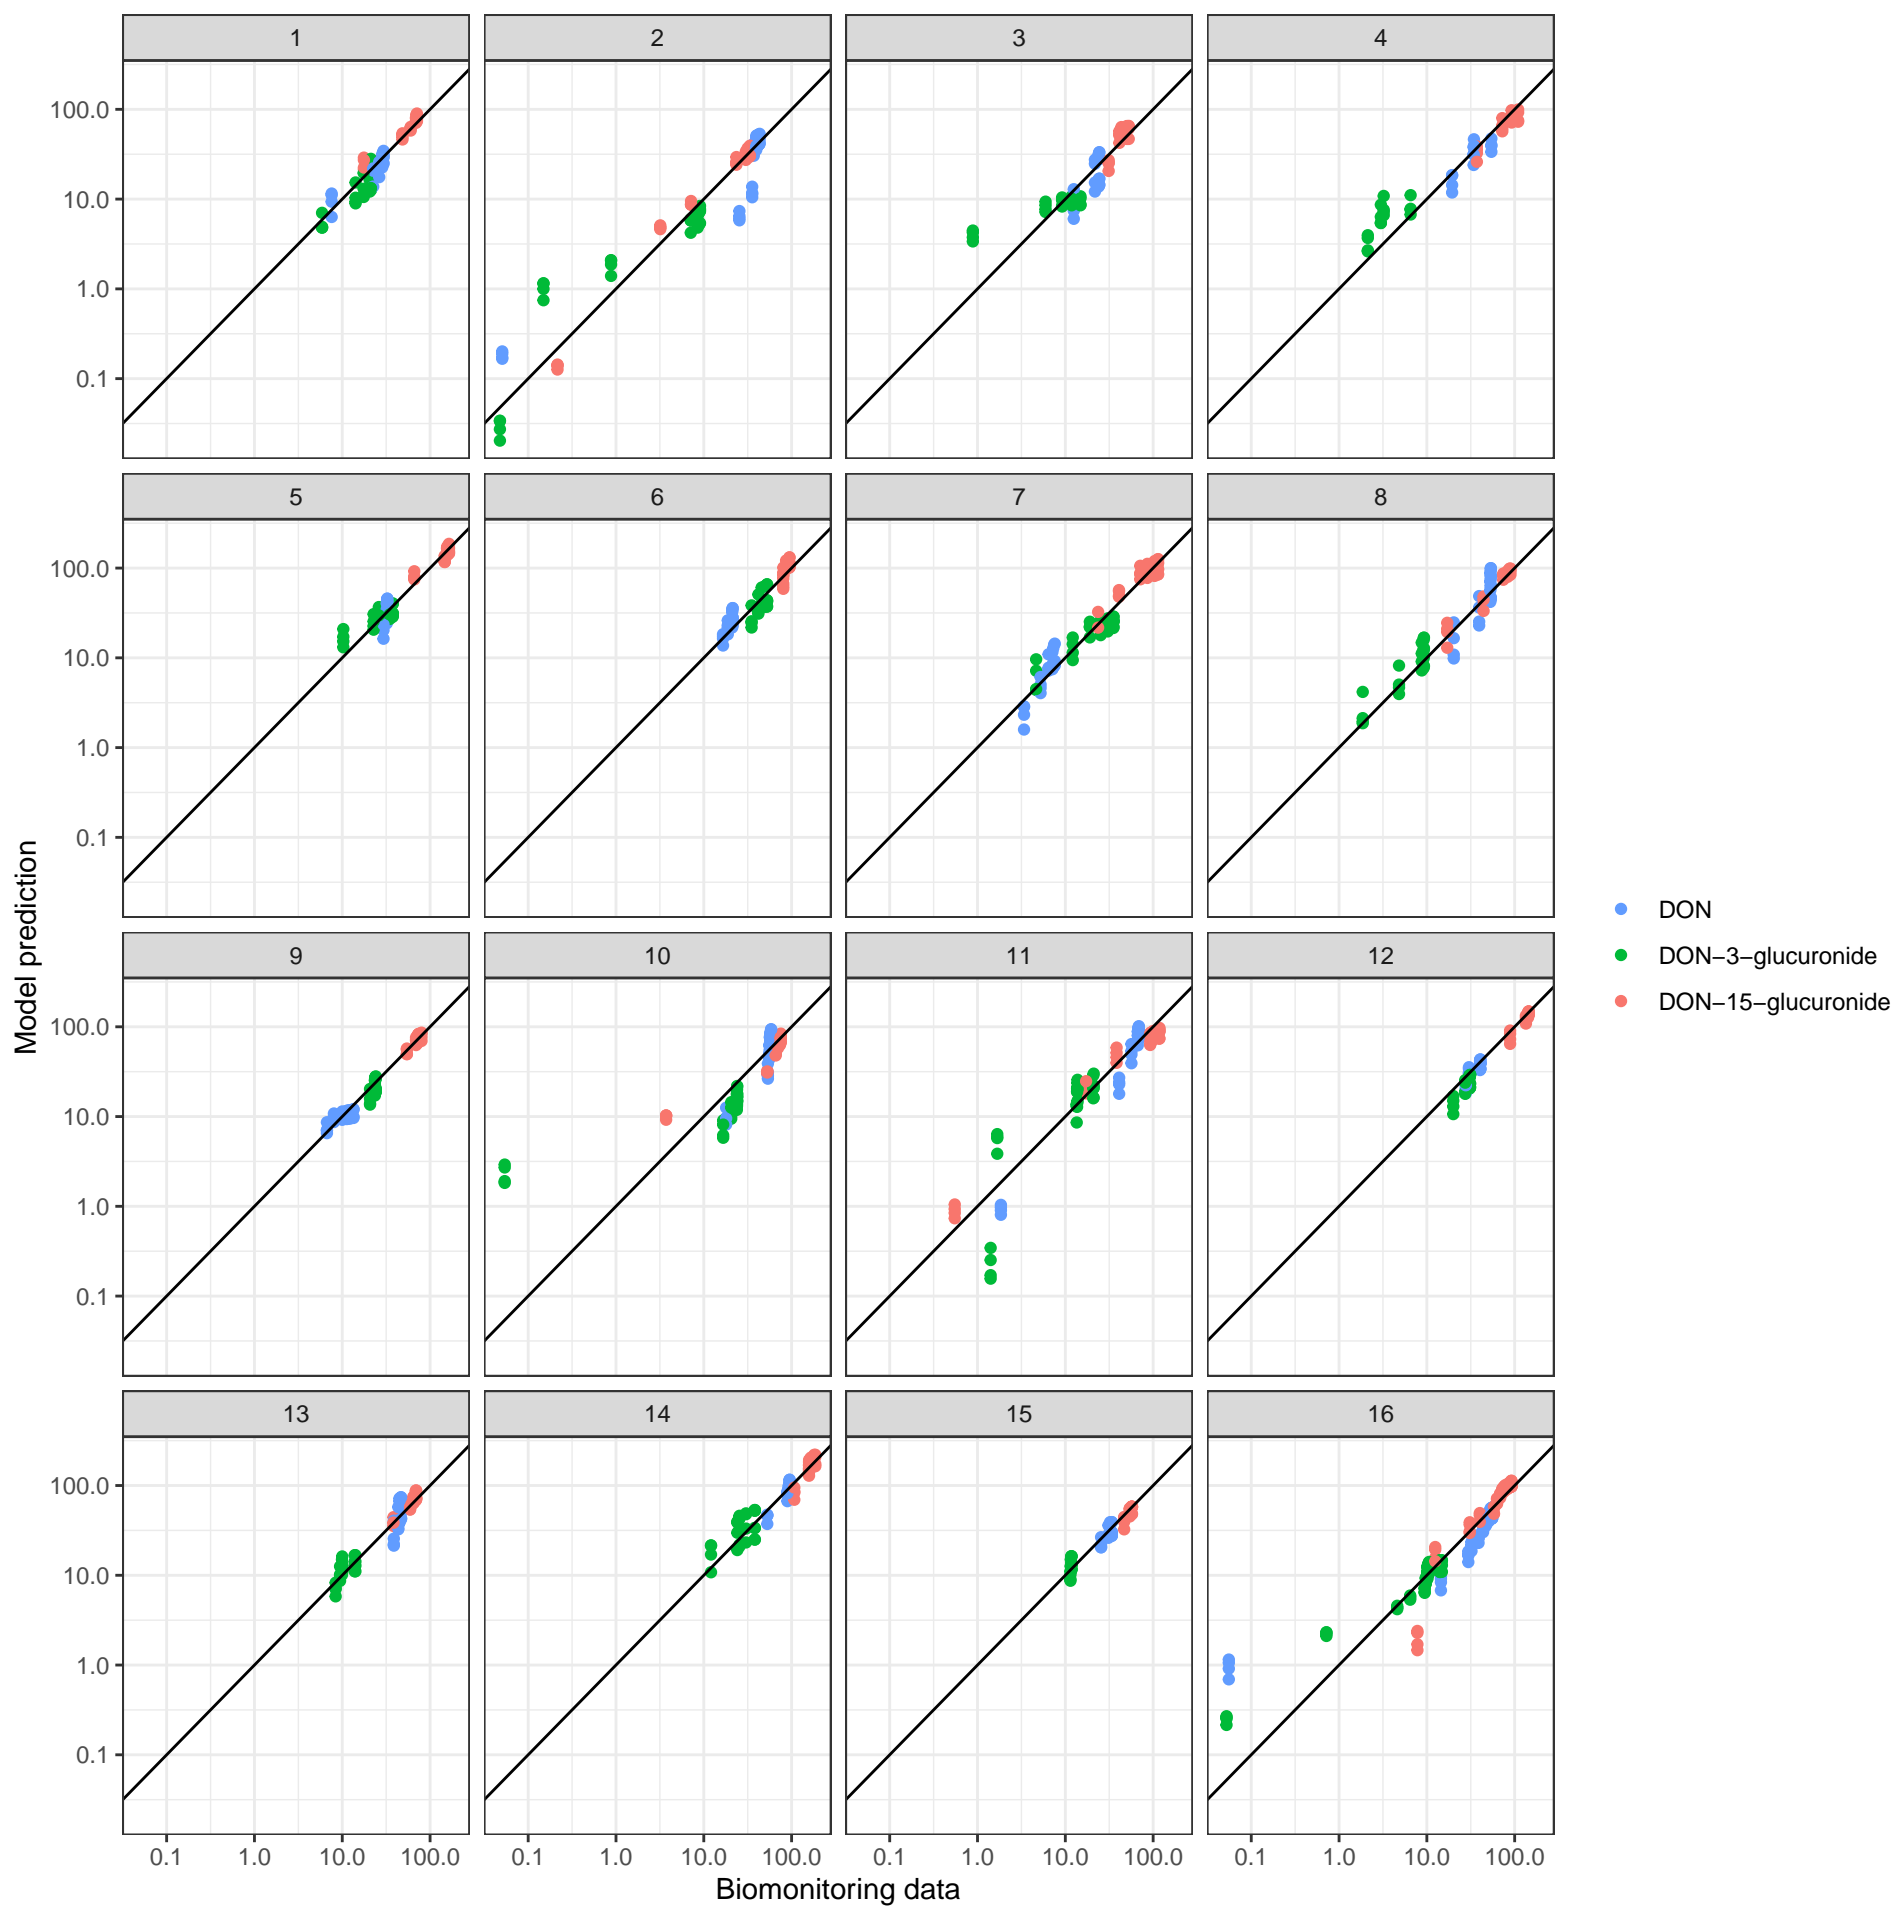 1 2 3 4
100.0
10.0
1.0
0.1
5 6 7 8
100.0
10.0
1.0
0.1
9 10 11 12
100.0
10.0
1.0
0.1
13 14 15 16
100.0
10.0
1.0
0.1
0.1 1.0 10.0 100.0 0.1 1.0 10.0 100.0 0.1 1.0 10.0 100.0 0.1 1.0 10.0 100.0
Biomonitoring data
Model prediction
DON
DON−3−glucuronide
DON−15−glucuronide